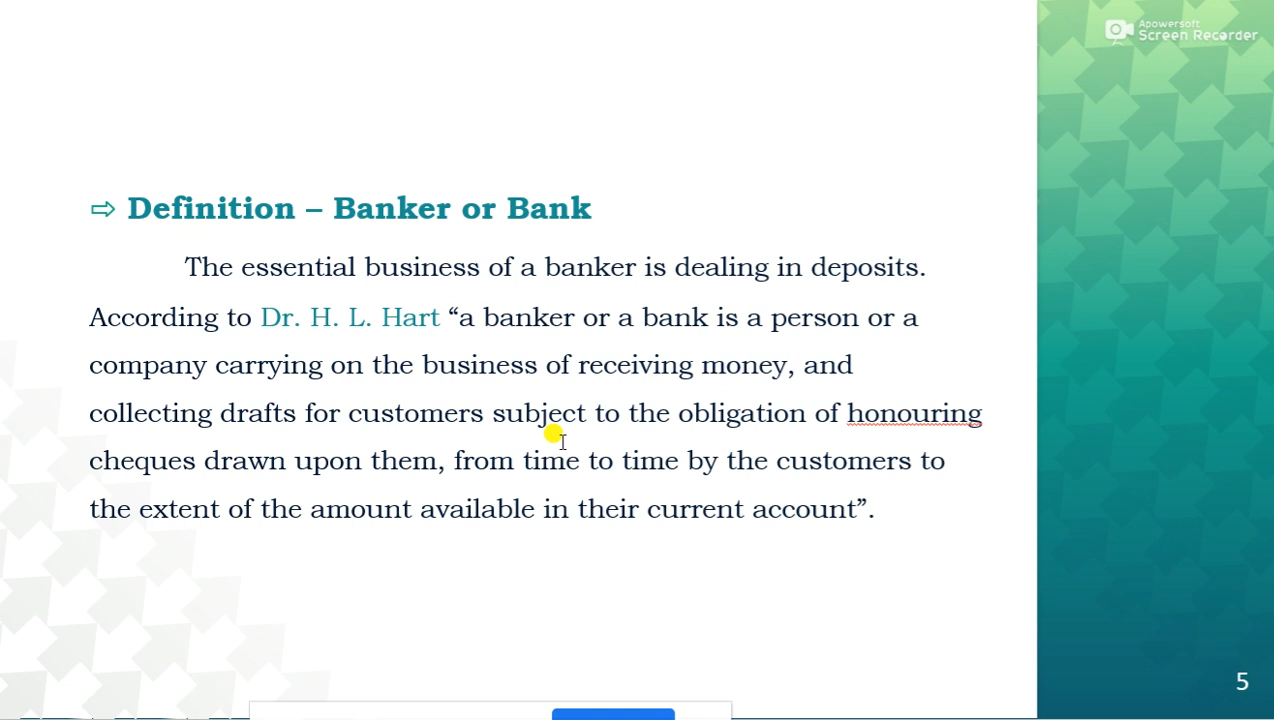 Apowersoft
Screen Recorder
⇨ Definition – Banker or Bank
The essential business of a banker is dealing in deposits.
According to Dr. H. L. Hart “a banker or a bank is a person or a
company carrying on the business of receiving money, and
collecting drafts for customers subject to the obligation of honouring
cheques drawn upon them, from time to time by the customers to
the extent of the amount available in their current account”.
5